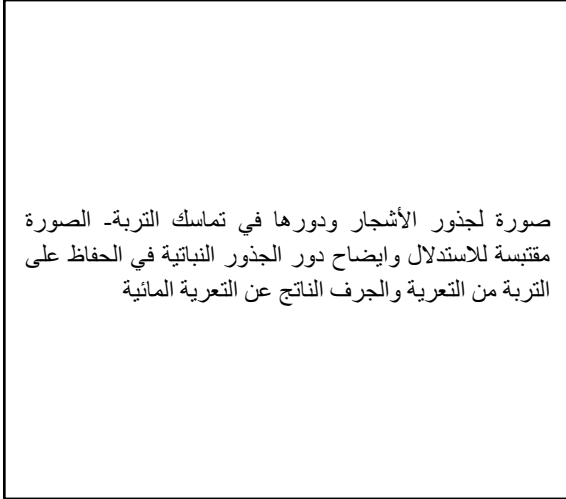 صورة لجذور الأشجار ودورها في تماسك التربة- الصورة
مقتبسة للاستدلال وايضاح دور الجذور النباتية في الحفاظ على
التربة من التعرية والجرف الناتج عن التعرية المائية